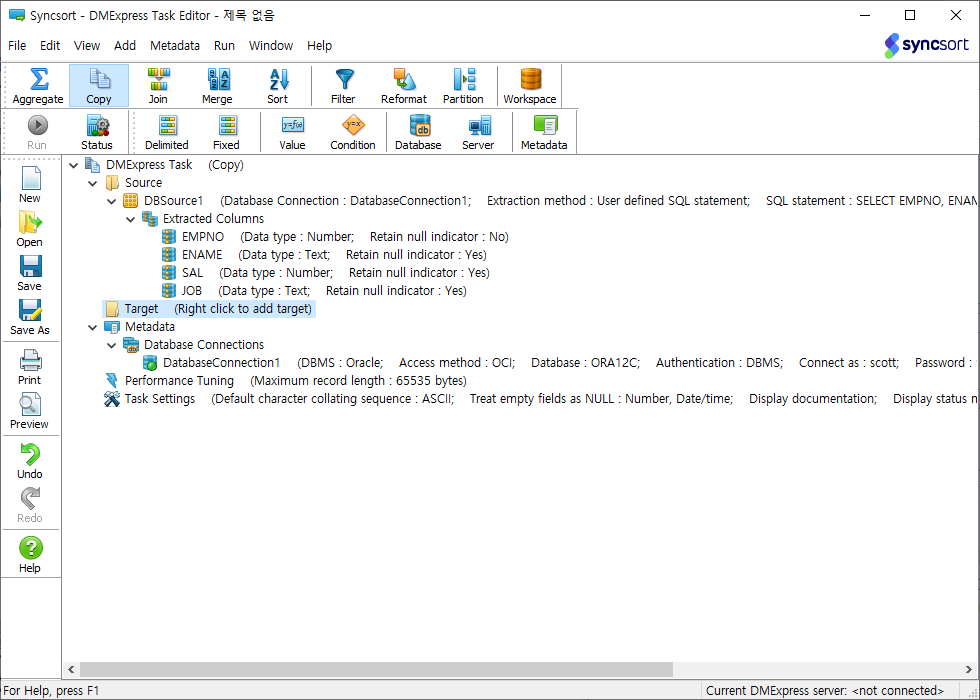 Syncsort - DMExpress Task Editor - 제목 없음
File Edit View Add Metadata Run Window Help
syncsort
Aggregate Copy Join Merge Sort Filter Reformat Partition Workspace
Run Status Delimited Fixed Value Condition Database Server Metadata
New
Open
Save
Save As
Print
Preview
Undo
Redo
Help
DMExpress Task (Copy)
Source
DBSource1 (Database Connection : DatabaseConnection1; Extraction method : User defined SQL statement; SQL statement : SELECT EMPNO, ENAM
Extracted Columns
EMPNO (Data type : Number; Retain null indicator : No)
ENAME (Data type : Text; Retain null indicator : Yes)
SAL (Data type : Number; Retain null indicator : Yes)
JOB (Data type : Text; Retain null indicator : Yes)
Target (Right click to add target)
Metadata
Database Connections
DatabaseConnection1 (DBMS : Oracle; Access method : OCI; Database : ORA12C; Authentication : DBMS; Connect as : scott; Password :
Performance Tuning (Maximum record length : 65535 bytes)
Task Settings (Default character collating sequence : ASCII; Treat empty fields as NULL : Number, Date/time; Display documentation; Display status n
For Help, press F1
Current DMExpress server: <not connected>